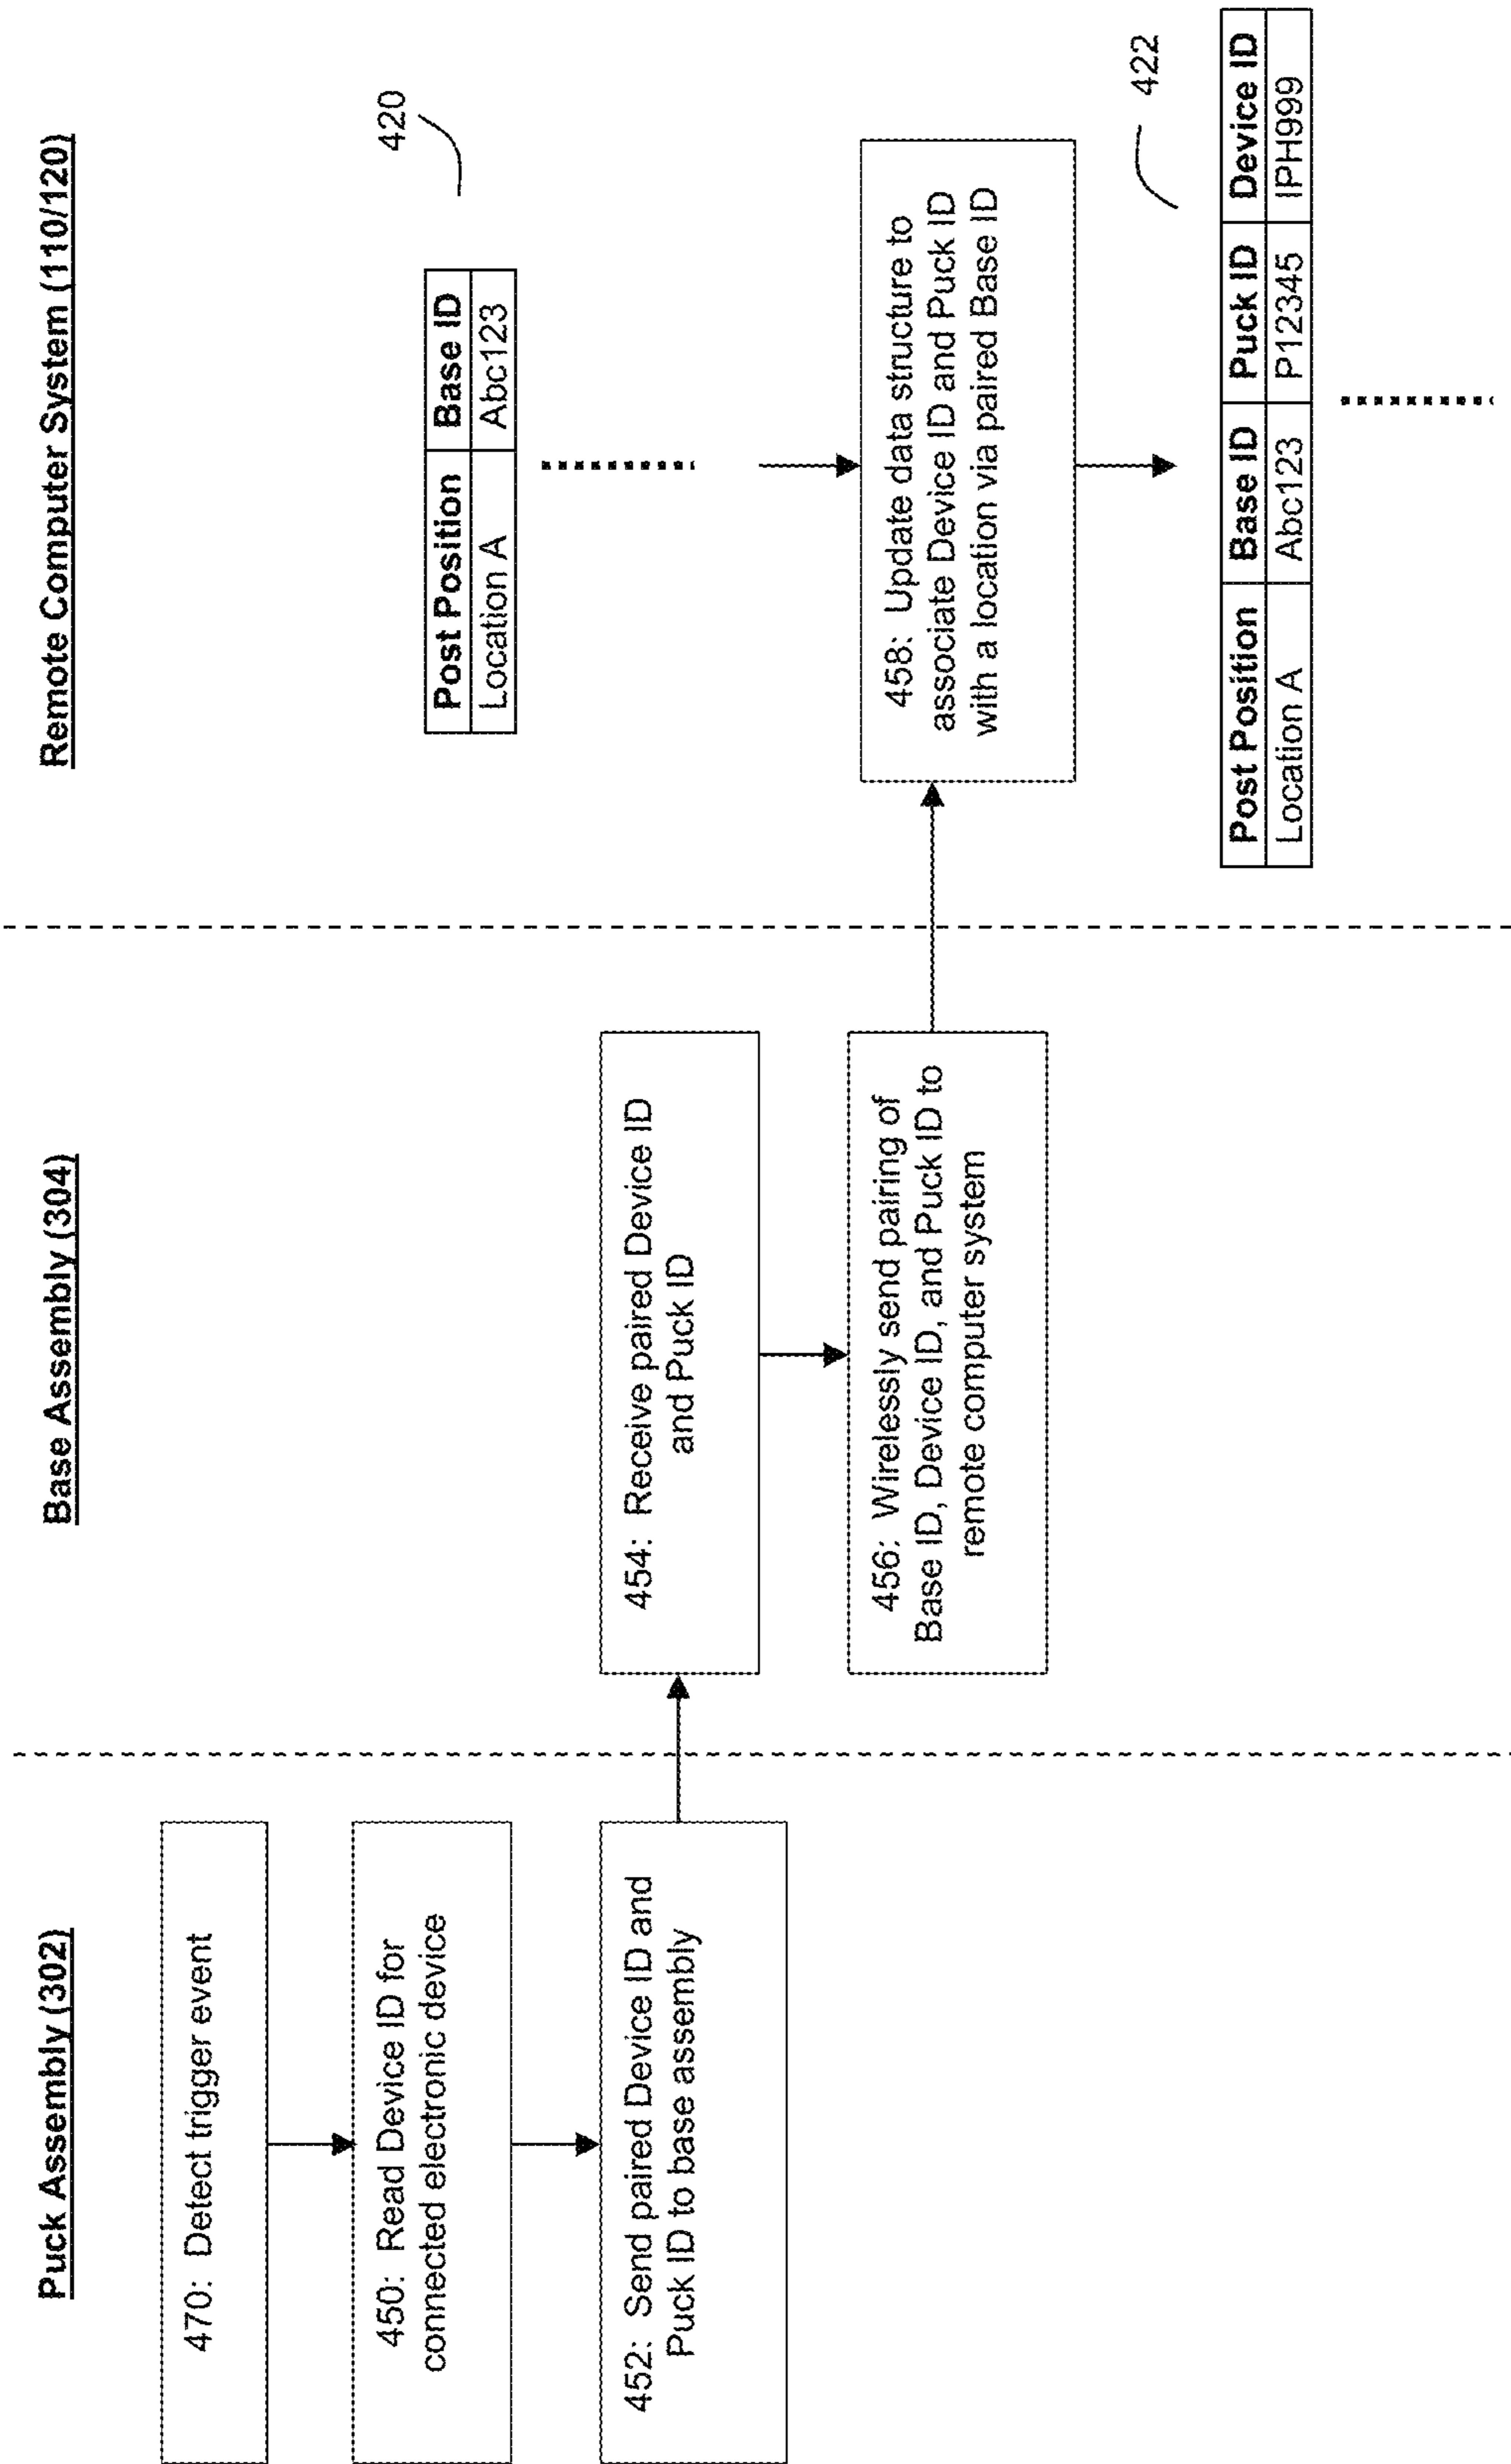 Puck Assembly (302)
470: Detect trigger event
450: Read Device ID for
connected electronic device
452: Send paired Device ID and
Puck ID to base assembly
Base Assembly (304)
454: Receive paired Device ID
and Puck ID
456: Wirelessly send pairing of
Base ID, Device ID, and Puck ID to
remote computer system
Remote Computer System (110/120)
420
Post Position Base ID
Location A Abc123
458: Update data structure to
associate Device ID and Puck ID
with a location via paired Base ID
422
Post Position Base ID Puck ID Device ID
Location A Abc123 P12345 IPH999